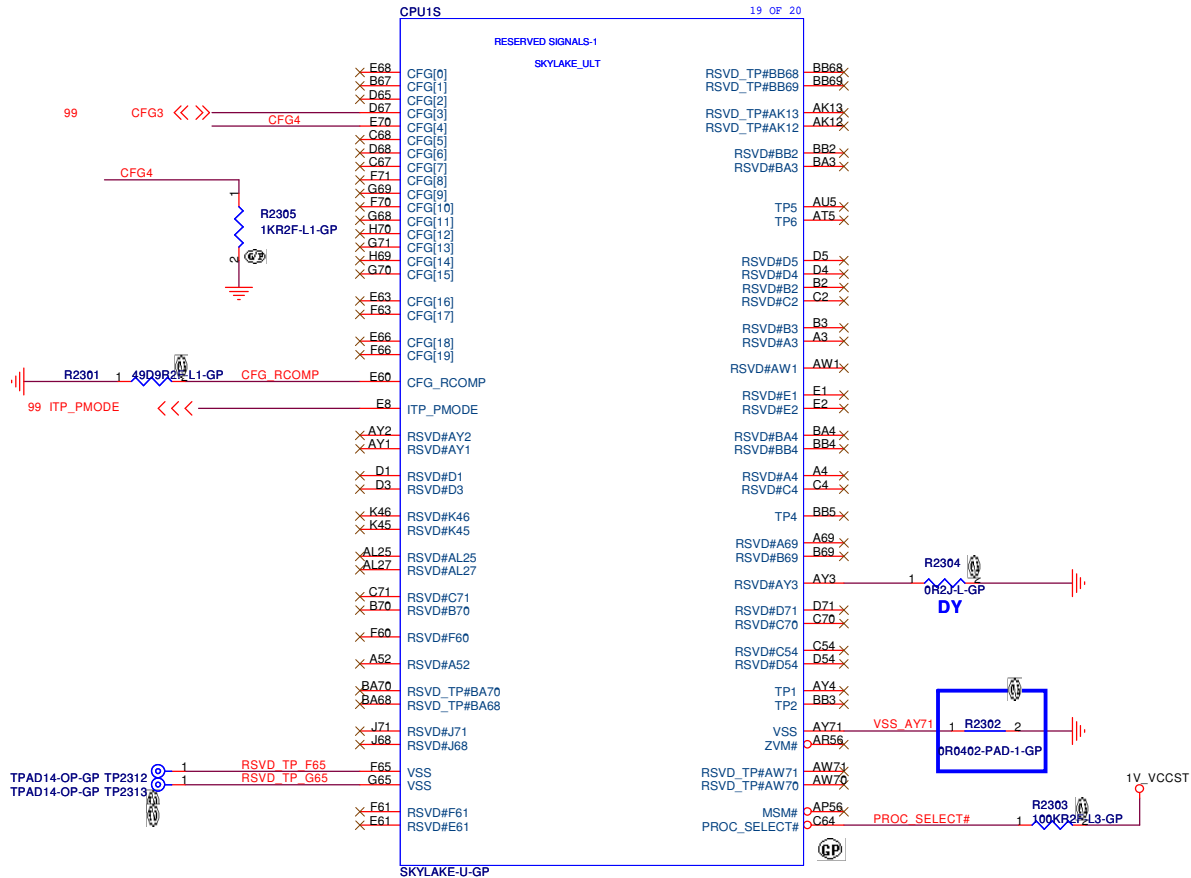 CPU1S
19 OF 20
RESERVED SIGNALS-1
SKYLAKE_ULT
E68 CFG[0]
B67 CFG[1]
D65 CFG[2]
99 CFG3 D67 CFG[3]
CFG4 E70 CFG[4]
C68 CFG[5]
D68 CFG[6]
C67 CFG[7]
F71 CFG[8]
G69 CFG[9]
F70 CFG[10]
G68 CFG[11]
H70 CFG[12]
G71 CFG[13]
H69 CFG[14]
G70 CFG[15]
E63 CFG[16]
F63 CFG[17]
E66 CFG[18]
F66 CFG[19]
CFG4
1
R2305
1KR2F-L1-GP
2
R2301 1 49D9R2F-L1-GP 2 CFG_RCOMP E60 CFG_RCOMP
99 ITP_PMODE E8 ITP_PMODE
AY2 RSVD#AY2
AY1 RSVD#AY1
D1 RSVD#D1
D3 RSVD#D3
K46 RSVD#K46
K45 RSVD#K45
AL25 RSVD#AL25
AL27 RSVD#AL27
C71 RSVD#C71
B70 RSVD#B70
F60 RSVD#F60
A52 RSVD#A52
BA70 RSVD_TP#BA70
BA68 RSVD_TP#BA68
J71 RSVD#J71
J68 RSVD#J68
TPAD14-OP-GP TP2312 1 RSVD_TP_F65 F65 VSS
TPAD14-OP-GP TP2313 1 RSVD_TP_G65 G65 VSS
F61 RSVD#F61
E61 RSVD#E61
RSVD_TP#BB68 BB68
RSVD_TP#BB69 BB69
RSVD_TP#AK13 AK13
RSVD_TP#AK12 AK12
RSVD#BB2 BB2
RSVD#BA3 BA3
TP5 AU5
TP6 AT5
RSVD#D5 D5
RSVD#D4 D4
RSVD#B2 B2
RSVD#C2 C2
RSVD#B3 B3
RSVD#A3 A3
RSVD#AW1 AW1
RSVD#E1 E1
RSVD#E2 E2
RSVD#BA4 BA4
RSVD#BB4 BB4
RSVD#A4 A4
RSVD#C4 C4
TP4 BB5
RSVD#A69 A69
RSVD#B69 B69
RSVD#AY3 AY3 1 R2304 2
0R2J-L-GP
DY
RSVD#D71 D71
RSVD#C70 C70
RSVD#C54 C54
RSVD#D54 D54
TP1 AY4
TP2 BB3
VSS AY71 VSS_AY71 1 R2302 2
0R0402-PAD-1-GP
ZVM# AR56
RSVD_TP#AW71 AW71
RSVD_TP#AW70 AW70
MSM# AP56
PROC_SELECT# C64 PROC_SELECT# 1 R2303 2
100KR2F-L3-GP
1V_VCCST
GP
SKYLAKE-U-GP